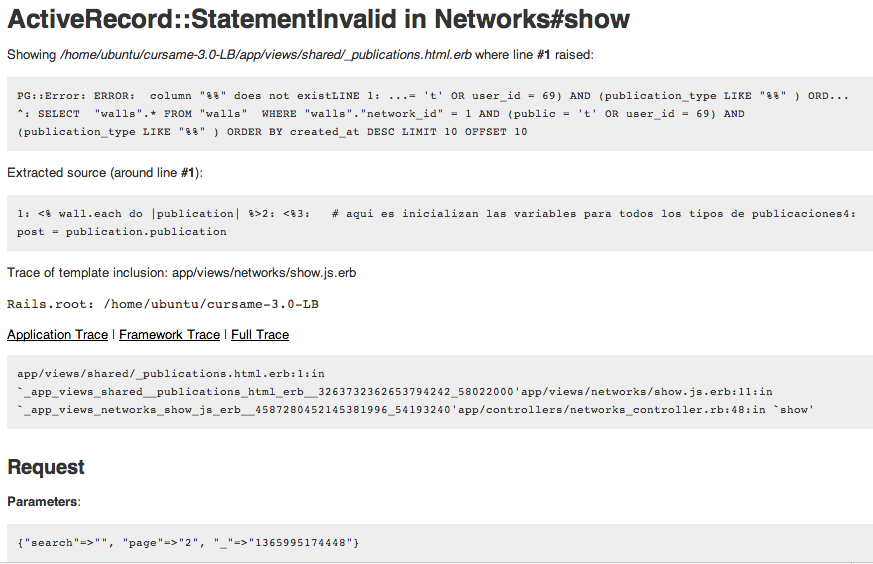 ActiveRecord::StatementInvalid in Networks#show
Showing /home/ubuntu/cursame-3.0-LB/app/views/shared/_publications.html.erb where line #1 raised:
PG::Error: ERROR:  column "%%" does not existLINE 1: ...= 't' OR user_id = 69) AND (publication_type LIKE "%%" ) ORD...
^: SELECT  "walls".* FROM "walls"  WHERE "walls"."network_id" = 1 AND (public = 't' OR user_id = 69) AND
(publication_type LIKE "%%" ) ORDER BY created_at DESC LIMIT 10 OFFSET 10
Extracted source (around line #1):
1: <% wall.each do |publication| %>2: <%3:   # aqui es inicializan las variables para todos los tipos de publicaciones4:
post = publication.publication
Trace of template inclusion: app/views/networks/show.js.erb
Rails.root: /home/ubuntu/cursame-3.0-LB
Application Trace | Framework Trace | Full Trace
app/views/shared/_publications.html.erb:1:in
`_app_views_shared__publications_html_erb__3263732362653794242_58022000'app/views/networks/show.js.erb:11:in
`_app_views_networks_show_js_erb__4587280452145381996_54193240'app/controllers/networks_controller.rb:48:in `show'
Request
Parameters:
{"search"=>"", "page"=>"2", "_"=>"1365995174448"}